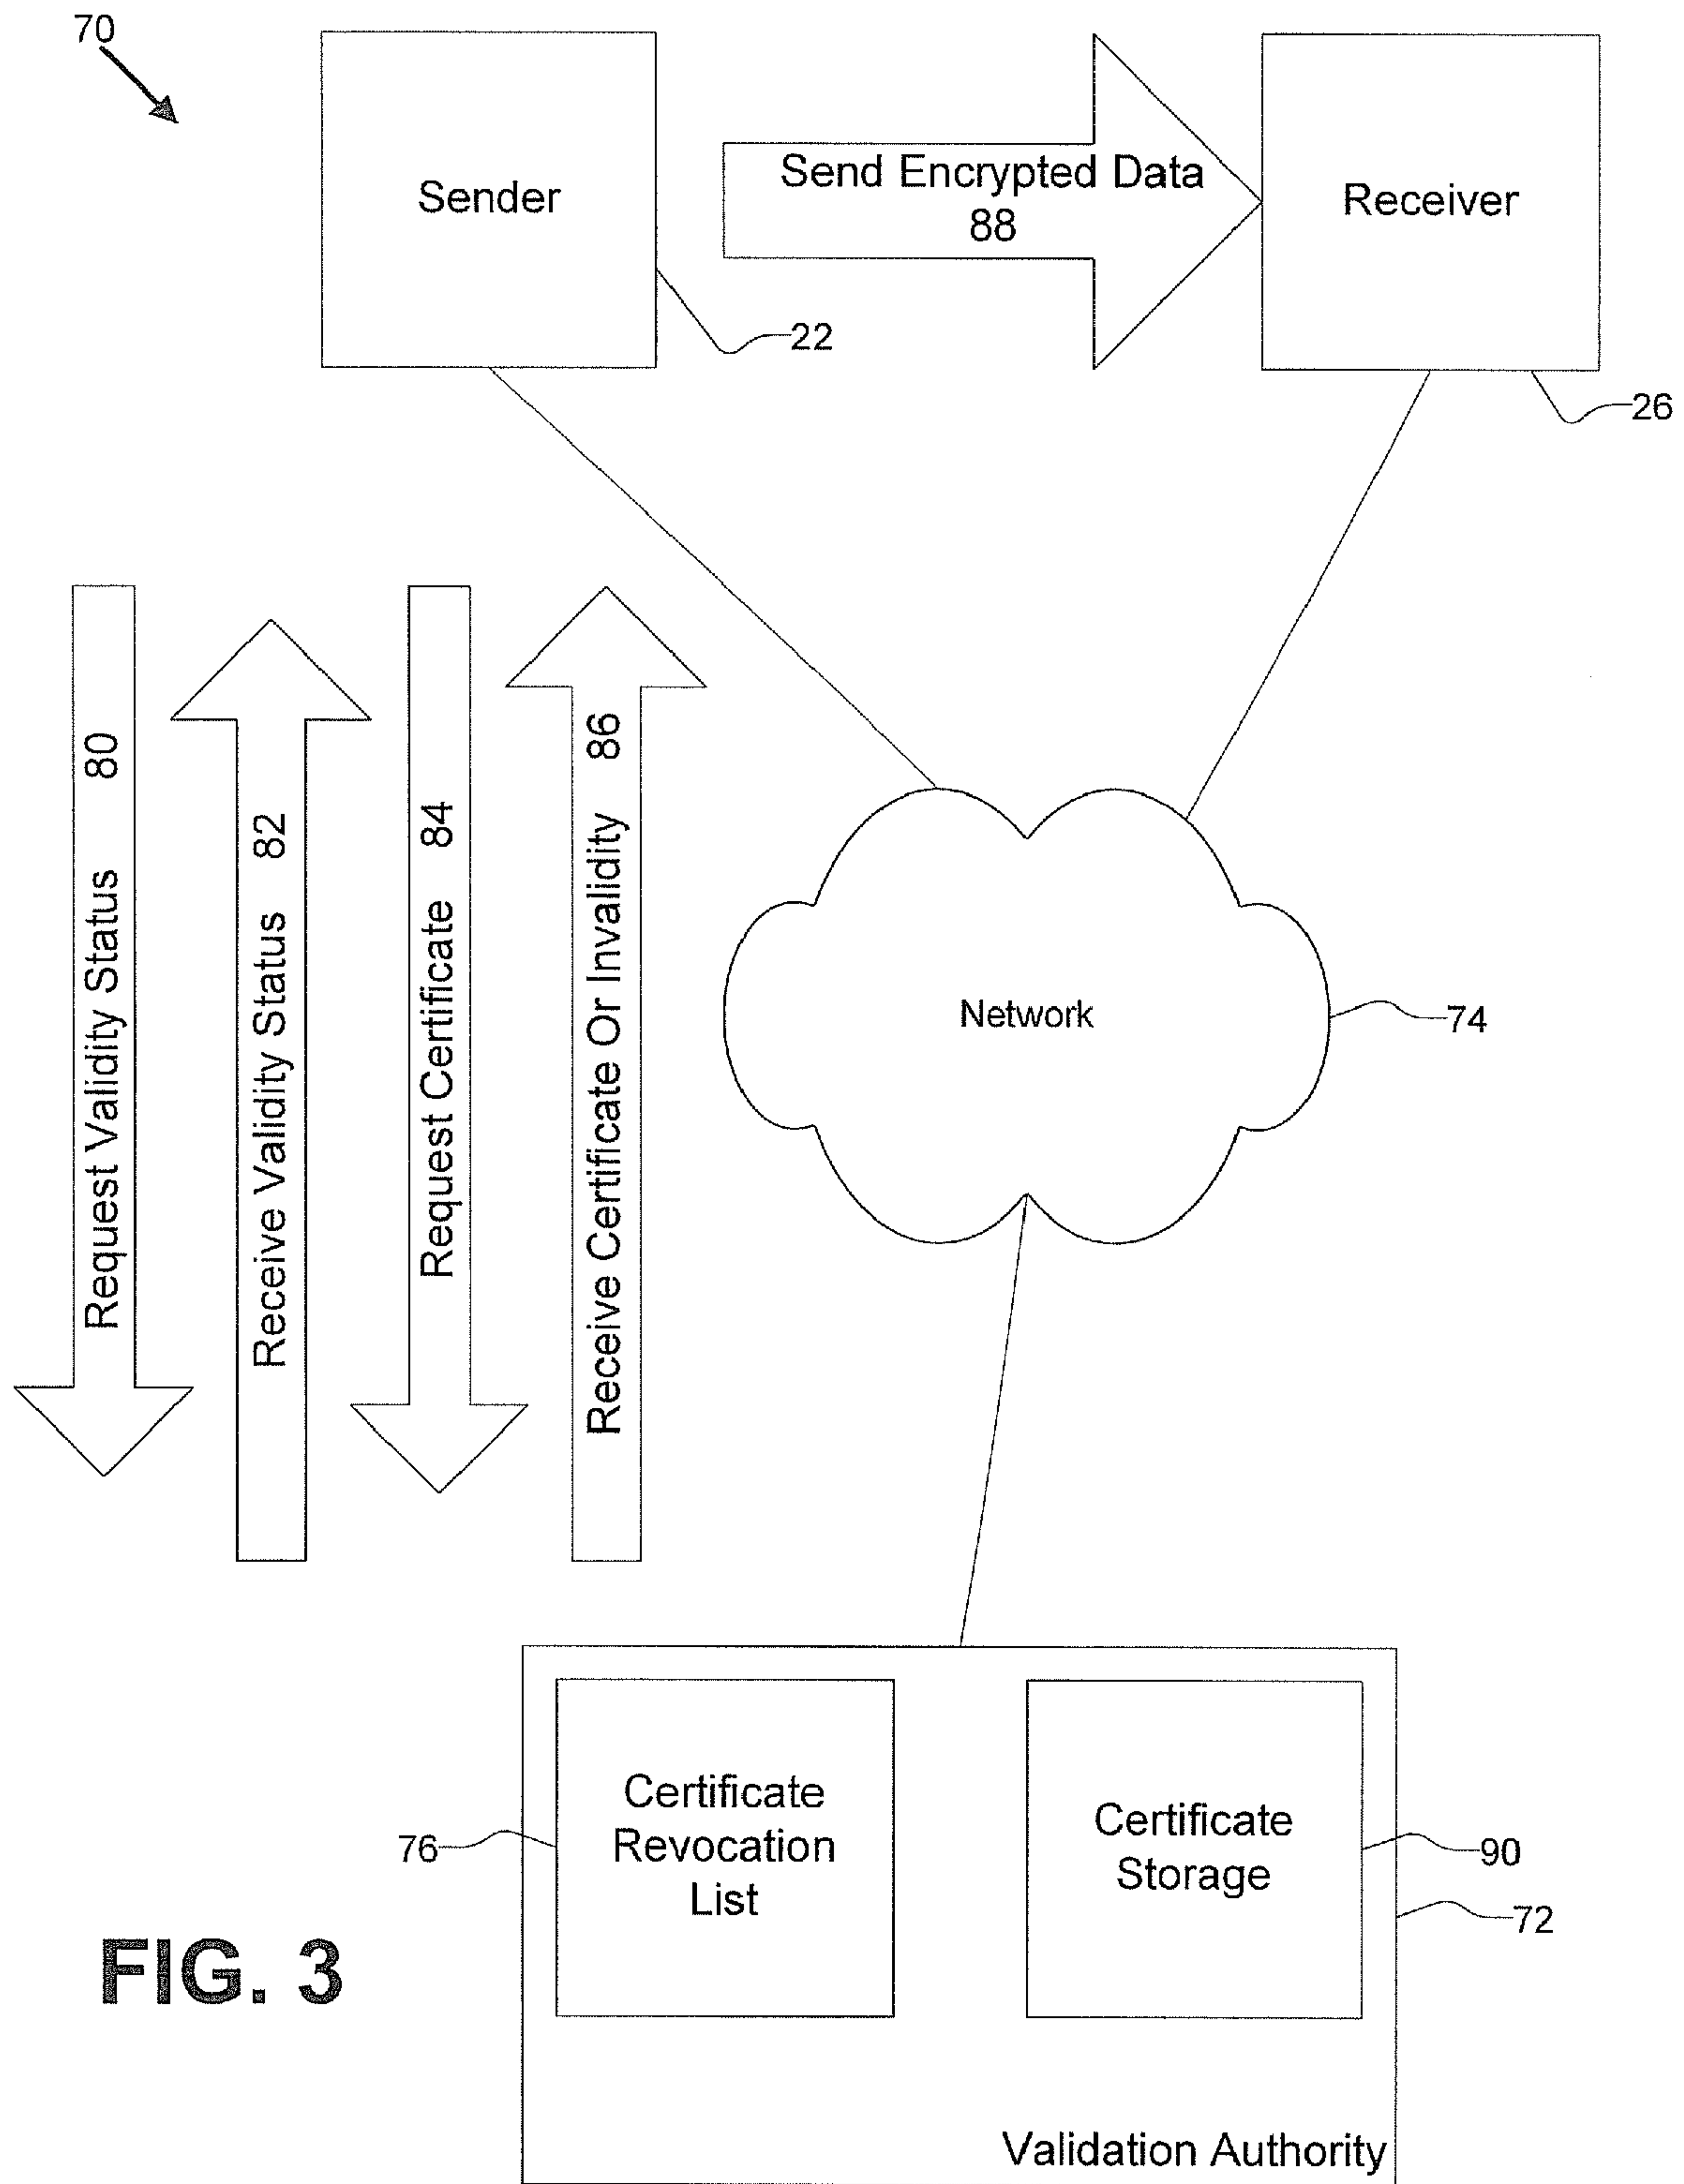 70
Sender
Send Encrypted Data
88
Receiver
22
26
Request Validity Status 80
Receive Validity Status 82
Request Certificate 84
Receive Certificate Or Invalidity 86
Network
74
Certificate
Revocation
List
76
Certificate
Storage
90
72
Validation Authority
FIG. 3